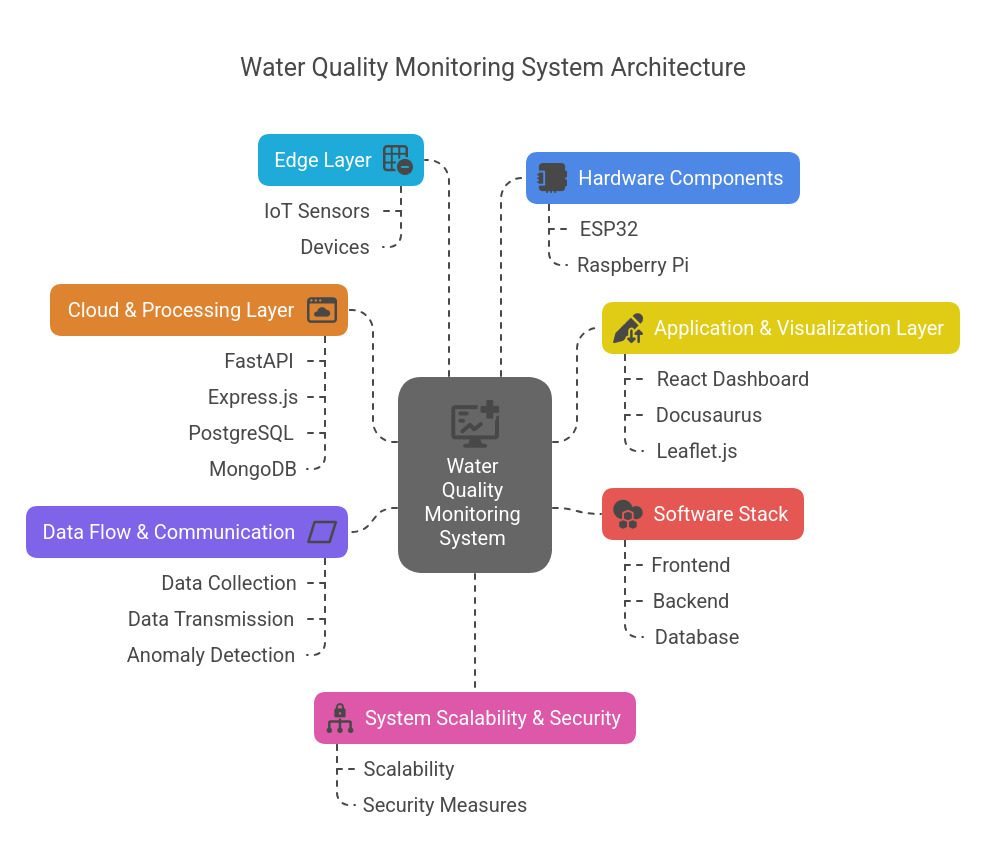 Water Quality Monitoring System Architecture
Edge Layer
IoT Sensors
Devices
Hardware Components
ESP32
Raspberry Pi
Cloud & Processing Layer
FastAPI
Express.js
PostgreSQL
MongoDB
Application & Visualization Layer
React Dashboard
Docusaurus
Leaflet.js
Water
Quality
Monitoring
System
Data Flow & Communication
Data Collection
Data Transmission
Anomaly Detection
Software Stack
Frontend
Backend
Database
System Scalability & Security
Scalability
Security Measures